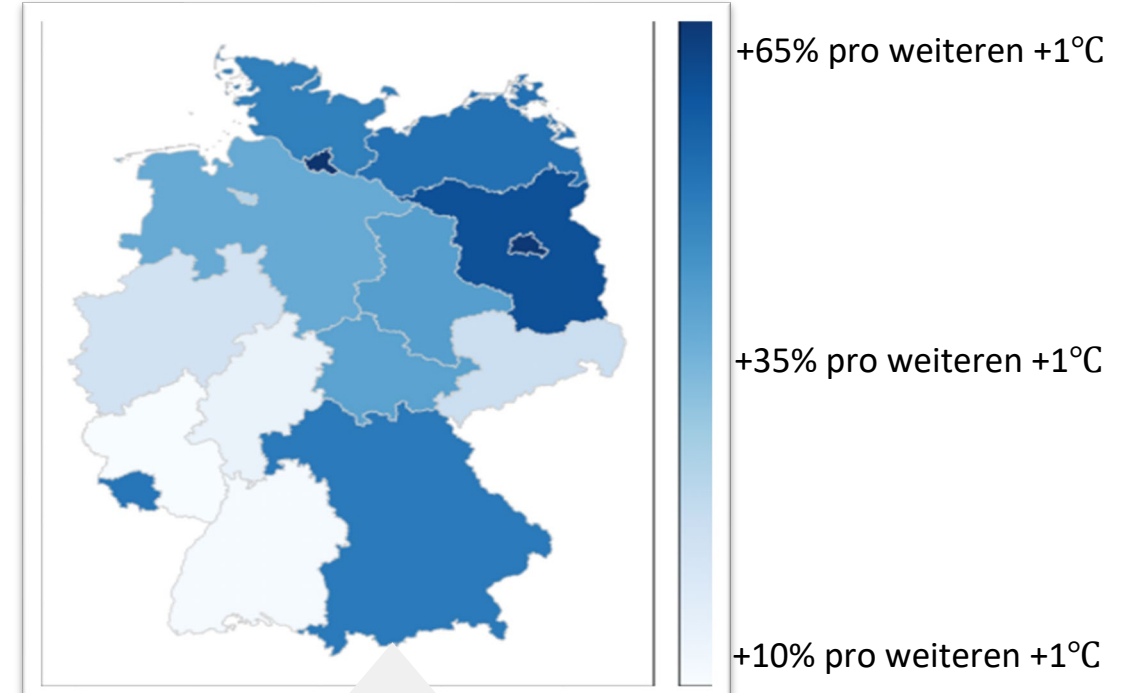 +65% pro weiteren +1℃
+35% pro weiteren +1℃
+10% pro weiteren +1℃